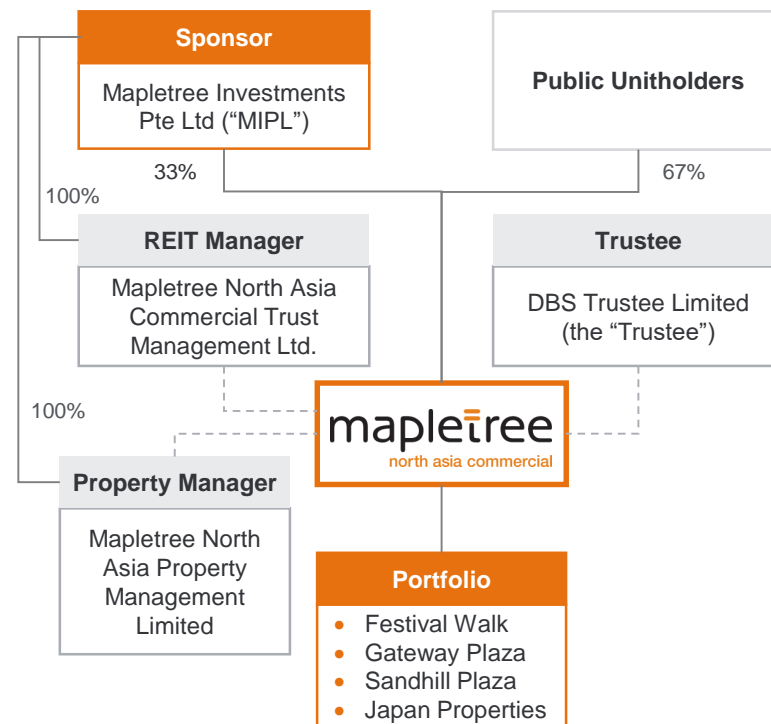 Sponsor
Mapletree Investments
Pte Ltd (“MIPL”)
Public Unitholders
33%
67%
100%
REIT Manager
Mapletree North Asia
Commercial Trust
Management Ltd.
Trustee
DBS Trustee Limited
(the “Trustee”)
100%
mapletree
north asia commercial
Property Manager
Mapletree North
Asia Property
Management
Limited
Portfolio
• Festival Walk
• Gateway Plaza
• Sandhill Plaza
• Japan Properties